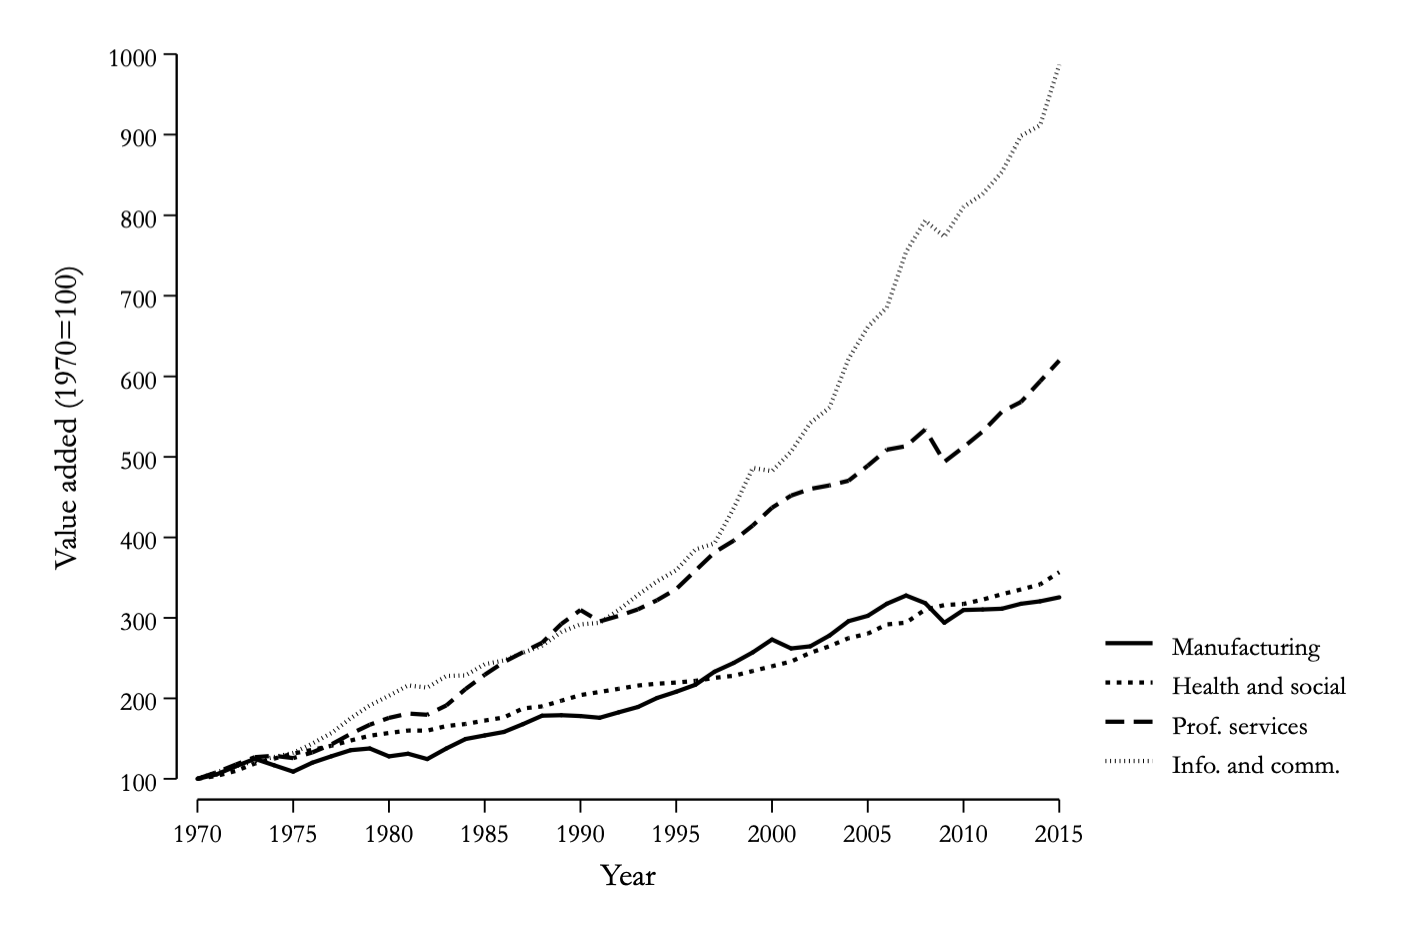 1000
900
800
700
600
500
400
300
200
100
Value added (1970=100)
1970 1975 1980 1985 1990 1995 2000 2005 2010 2015
Year
Manufacturing
Health and social
Prof. services
Info. and comm.